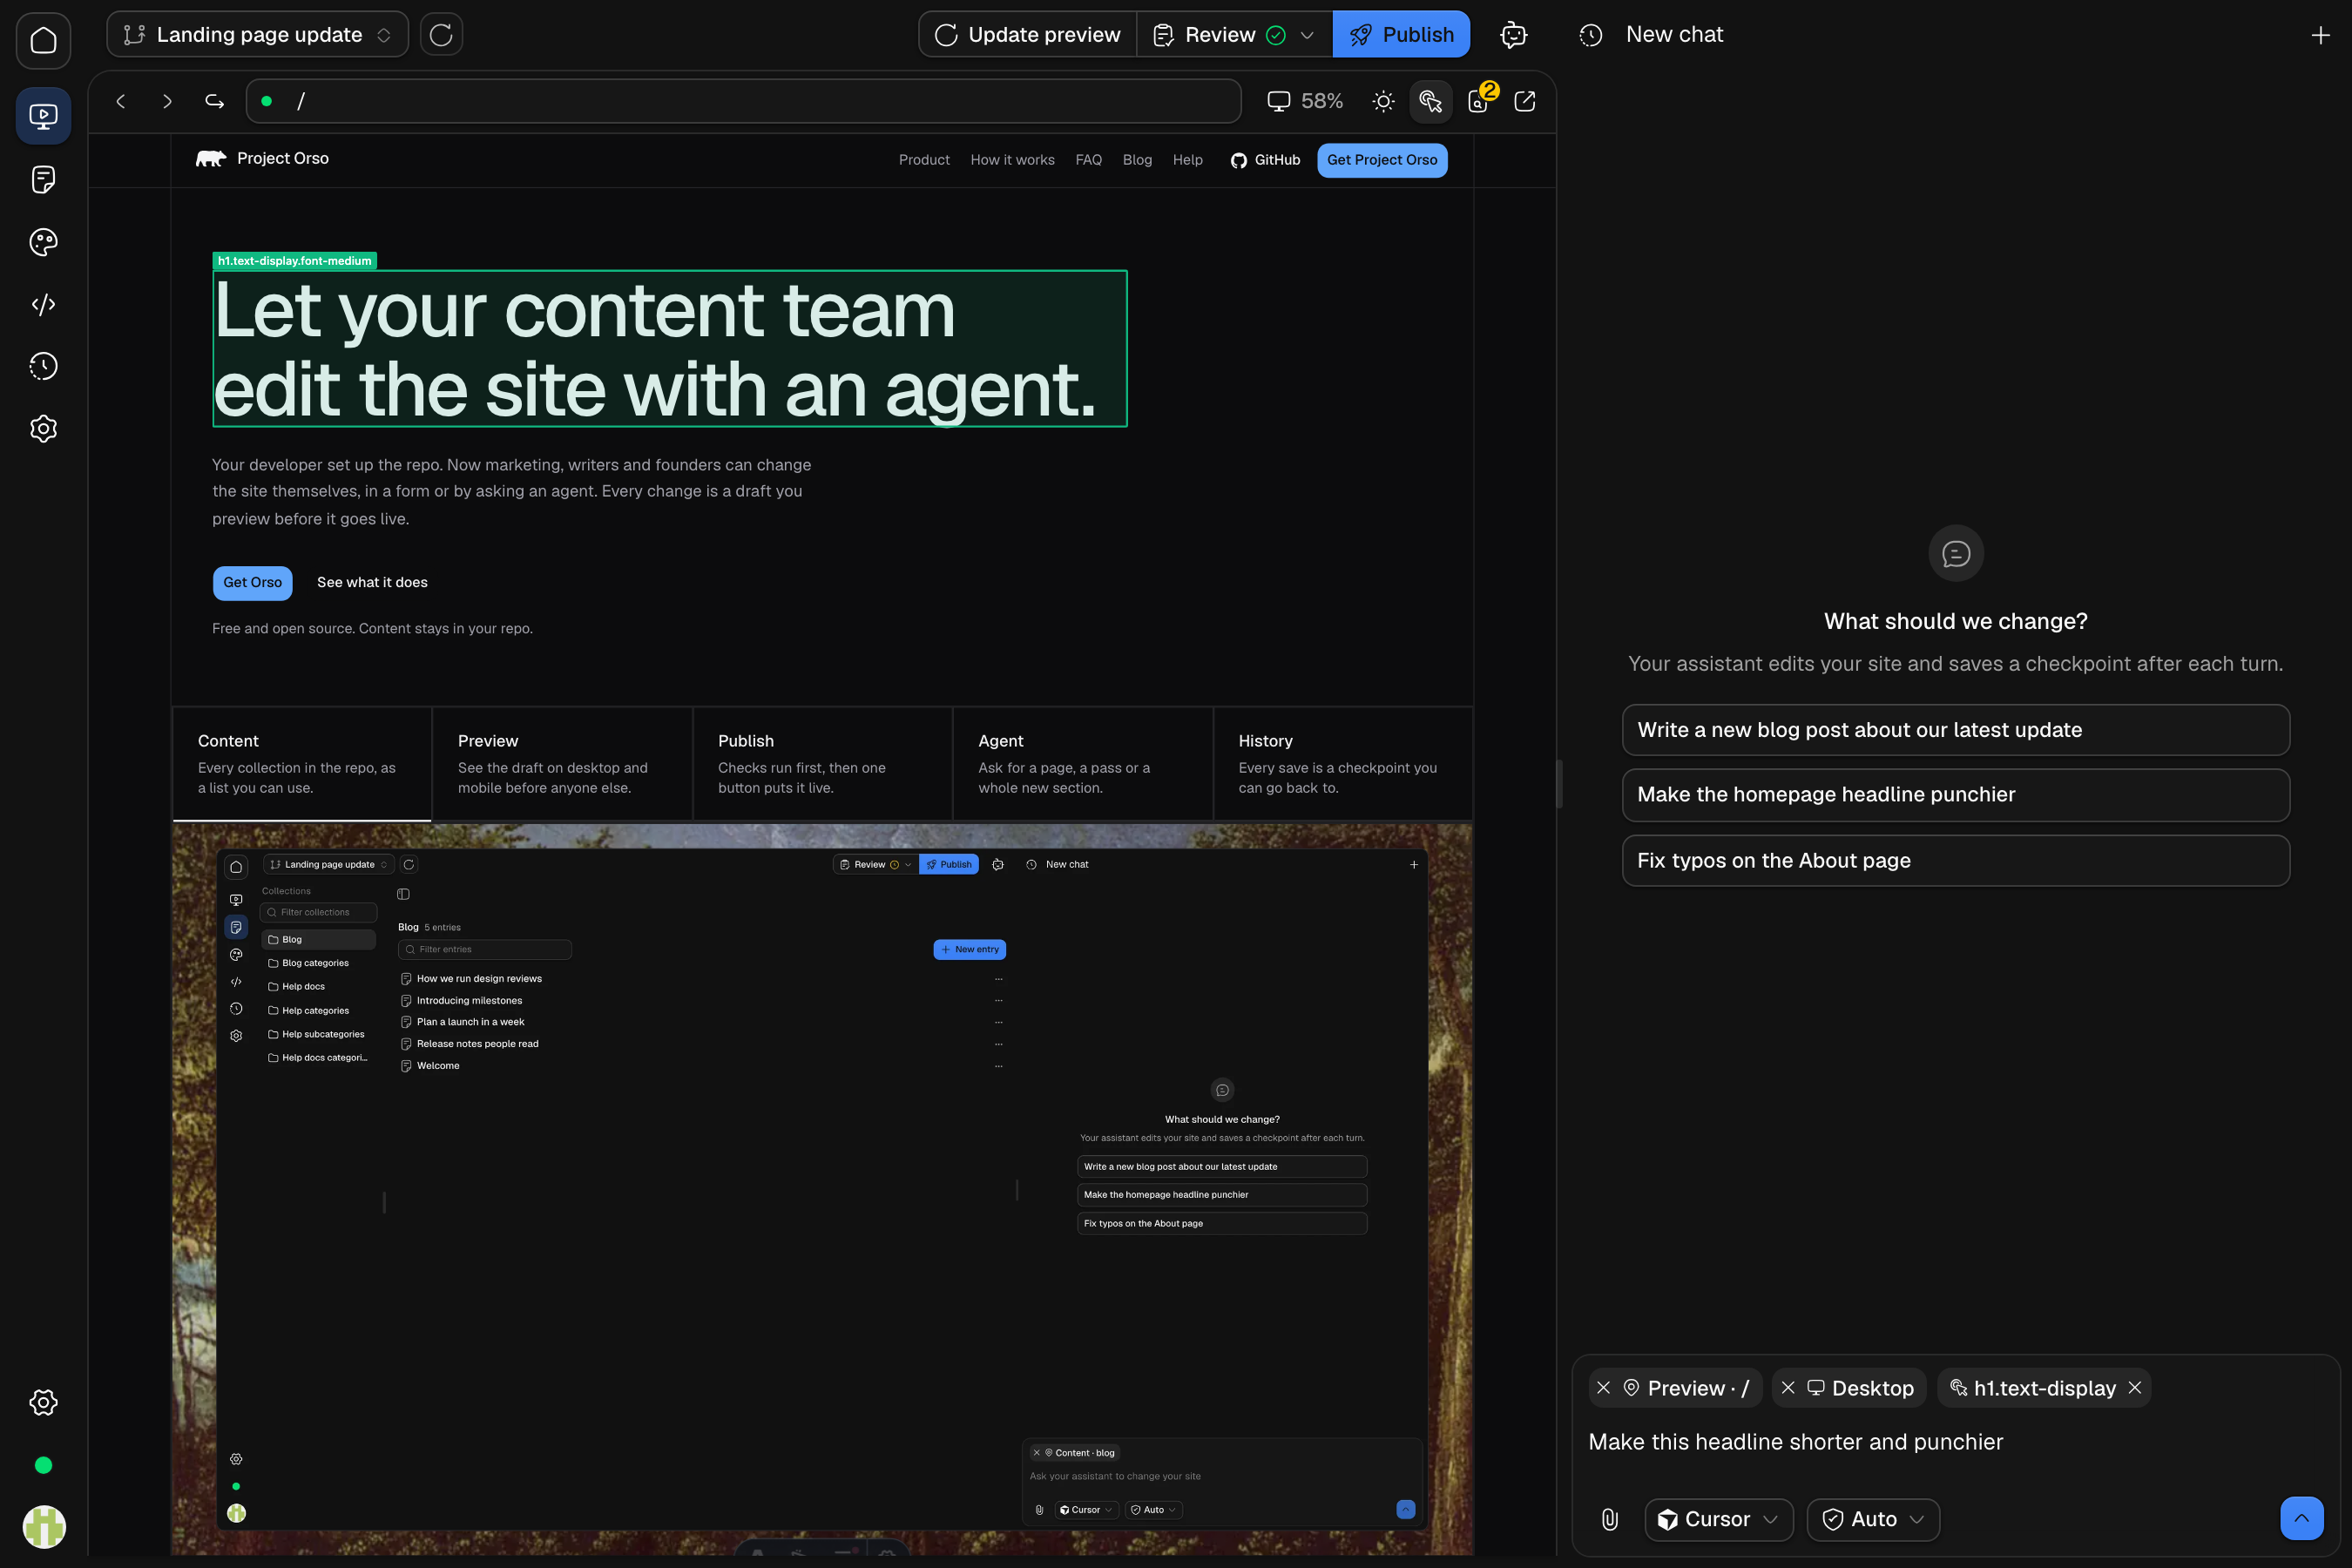 Landing page update
Update preview
Review
Publish
New chat
/
58%
2
Project Orso
Product
How it works
FAQ
Blog
Help
GitHub
Get Project Orso
h1.text-display.font-medium
Let your content team
edit the site with an agent.
Your developer set up the repo. Now marketing, writers and founders can change
the site themselves, in a form or by asking an agent. Every change is a draft you
preview before it goes live.
Get Orso
See what it does
Free and open source. Content stays in your repo.
Content
Every collection in the repo, as
a list you can use.
Preview
See the draft on desktop and
mobile before anyone else.
Publish
Checks run first, then one
button puts it live.
Agent
Ask for a page, a pass or a
whole new section.
History
Every save is a checkpoint you
can go back to.
Landing page update
Review
Publish
New chat
Collections
Filter collections
Blog
Blog categories
Help docs
Help categories
Help subcategories
Help docs categori...
Blog 5 entries
Filter entries
New entry
How we run design reviews
Introducing milestones
Plan a launch in a week
Release notes people read
Welcome
What should we change?
Your assistant edits your site and saves a checkpoint after each turn.
Write a new blog post about our latest update
Make the homepage headline punchier
Fix typos on the About page
Content · blog
Ask your assistant to change your site
Cursor
Auto
What should we change?
Your assistant edits your site and saves a checkpoint after each turn.
Write a new blog post about our latest update
Make the homepage headline punchier
Fix typos on the About page
Preview · /
Desktop
h1.text-display
Make this headline shorter and punchier
Cursor
Auto